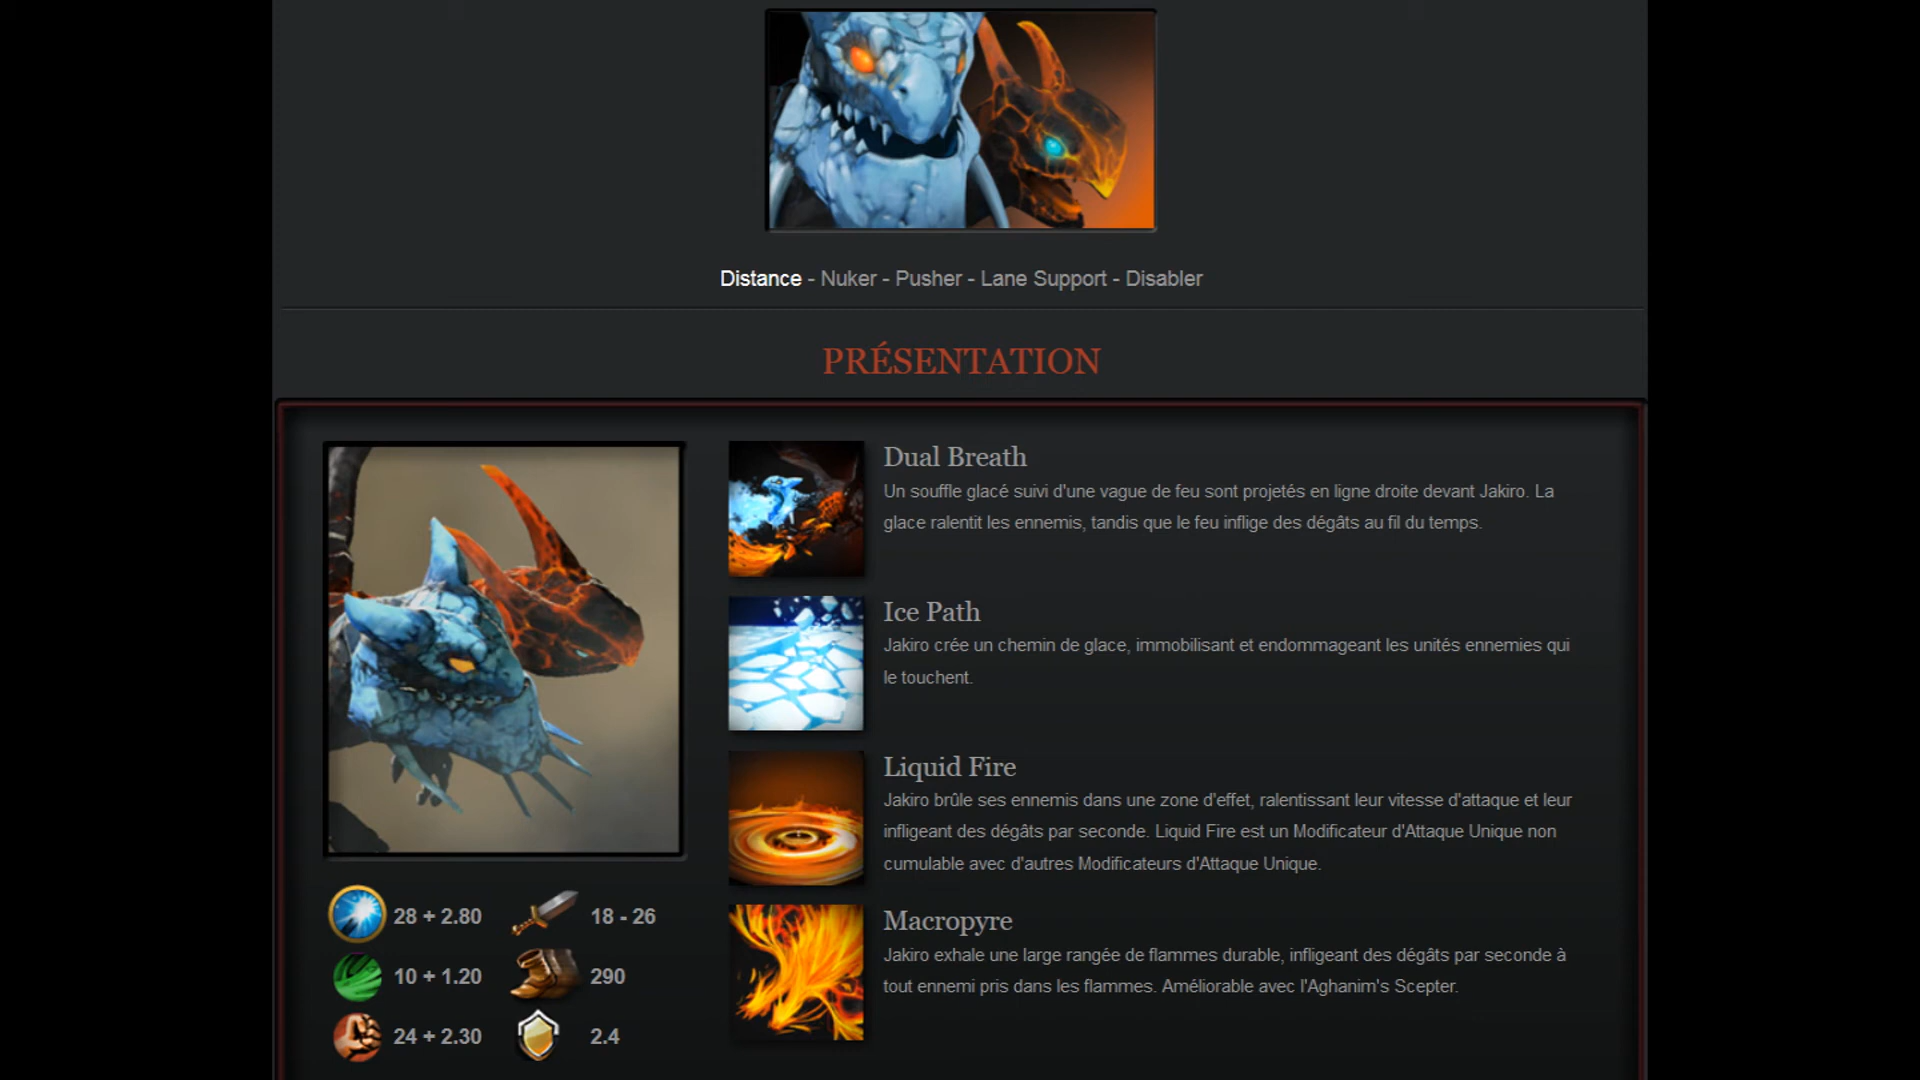 Distance - Nuker - Pusher - Lane Support - Disabler
PRÉSENTATION
Dual Breath
Un souffle glacé suivi d'une vague de feu sont projetés en ligne droite devant Jakiro. La
glace ralentit les ennemis, tandis que le feu inflige des dégâts au fil du temps.
Ice Path
Jakiro crée un chemin de glace, immobilisant et endommageant les unités ennemies qui
le touchent.
Liquid Fire
Jakiro brûle ses ennemis dans une zone d'effet, ralentissant leur vitesse d'attaque et leur
infligeant des dégâts par seconde. Liquid Fire est un Modificateur d'Attaque Unique non
cumulable avec d'autres Modificateurs d'Attaque Unique.
Macropyre
Jakiro exhale une large rangée de flammes durable, infligeant des dégâts par seconde à
tout ennemi pris dans les flammes. Améliorable avec l'Aghanim's Scepter.
28 + 2.80 18 - 26
10 + 1.20 290
24 + 2.30 2.4